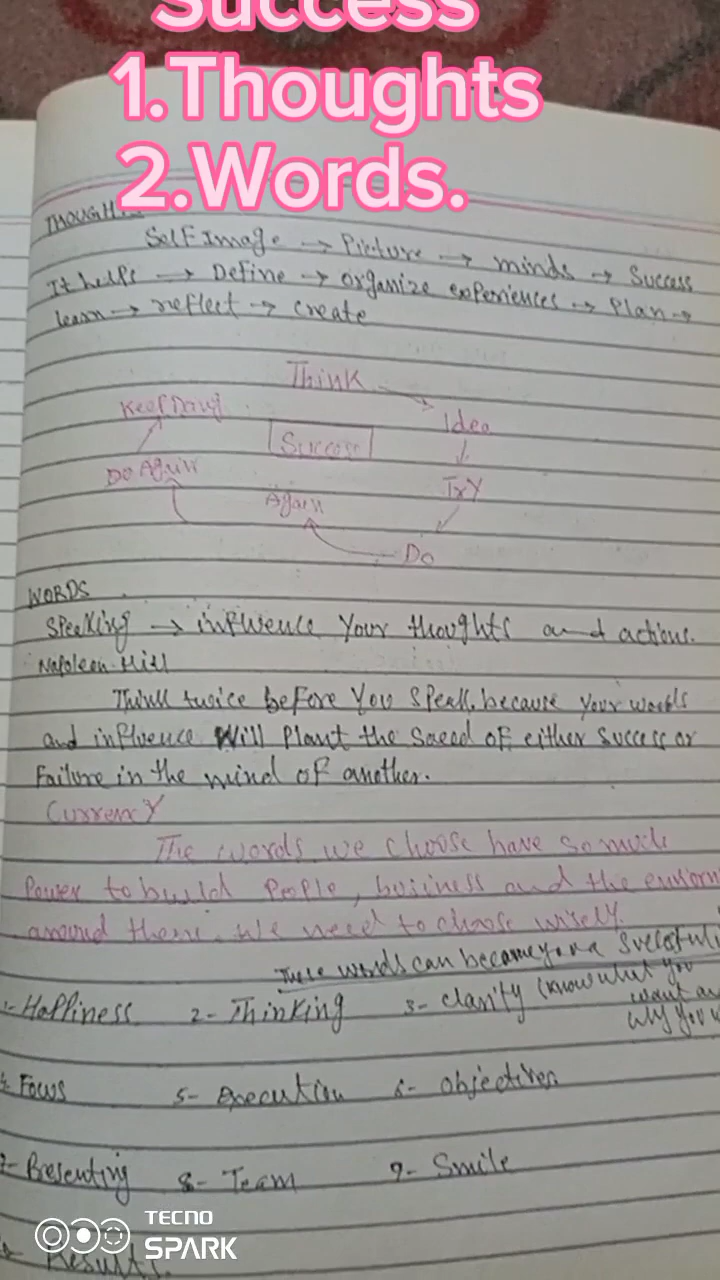 Success
1.Thoughts
2.Words.
THOUGH
Self Image → Picture → minds → Success
It helps → Define → organize experiences → Plan →
learn → reflect → create
Think
Keep Doing
Idea
Success
Do Again
Try
Again
Do
WORDS
Speaking → influence Your thoughts and actions.
Napoleon Hill
Think twice before You speak, because your words
and influence Will Plant the Saeed of either Success or
Failure in the mind of another.
Currency
The words we choose have so much
Power to build People, business and the environ
around them. We need to choose wisely.
These words can become you a Successful
1- Happiness 2- Thinking 3- clarity (know what you
want an
why you w
4- Focus 5- Execution 6- objectives
7- Presenting 8- Team 9- Smile
Results.
TECNO
SPARK